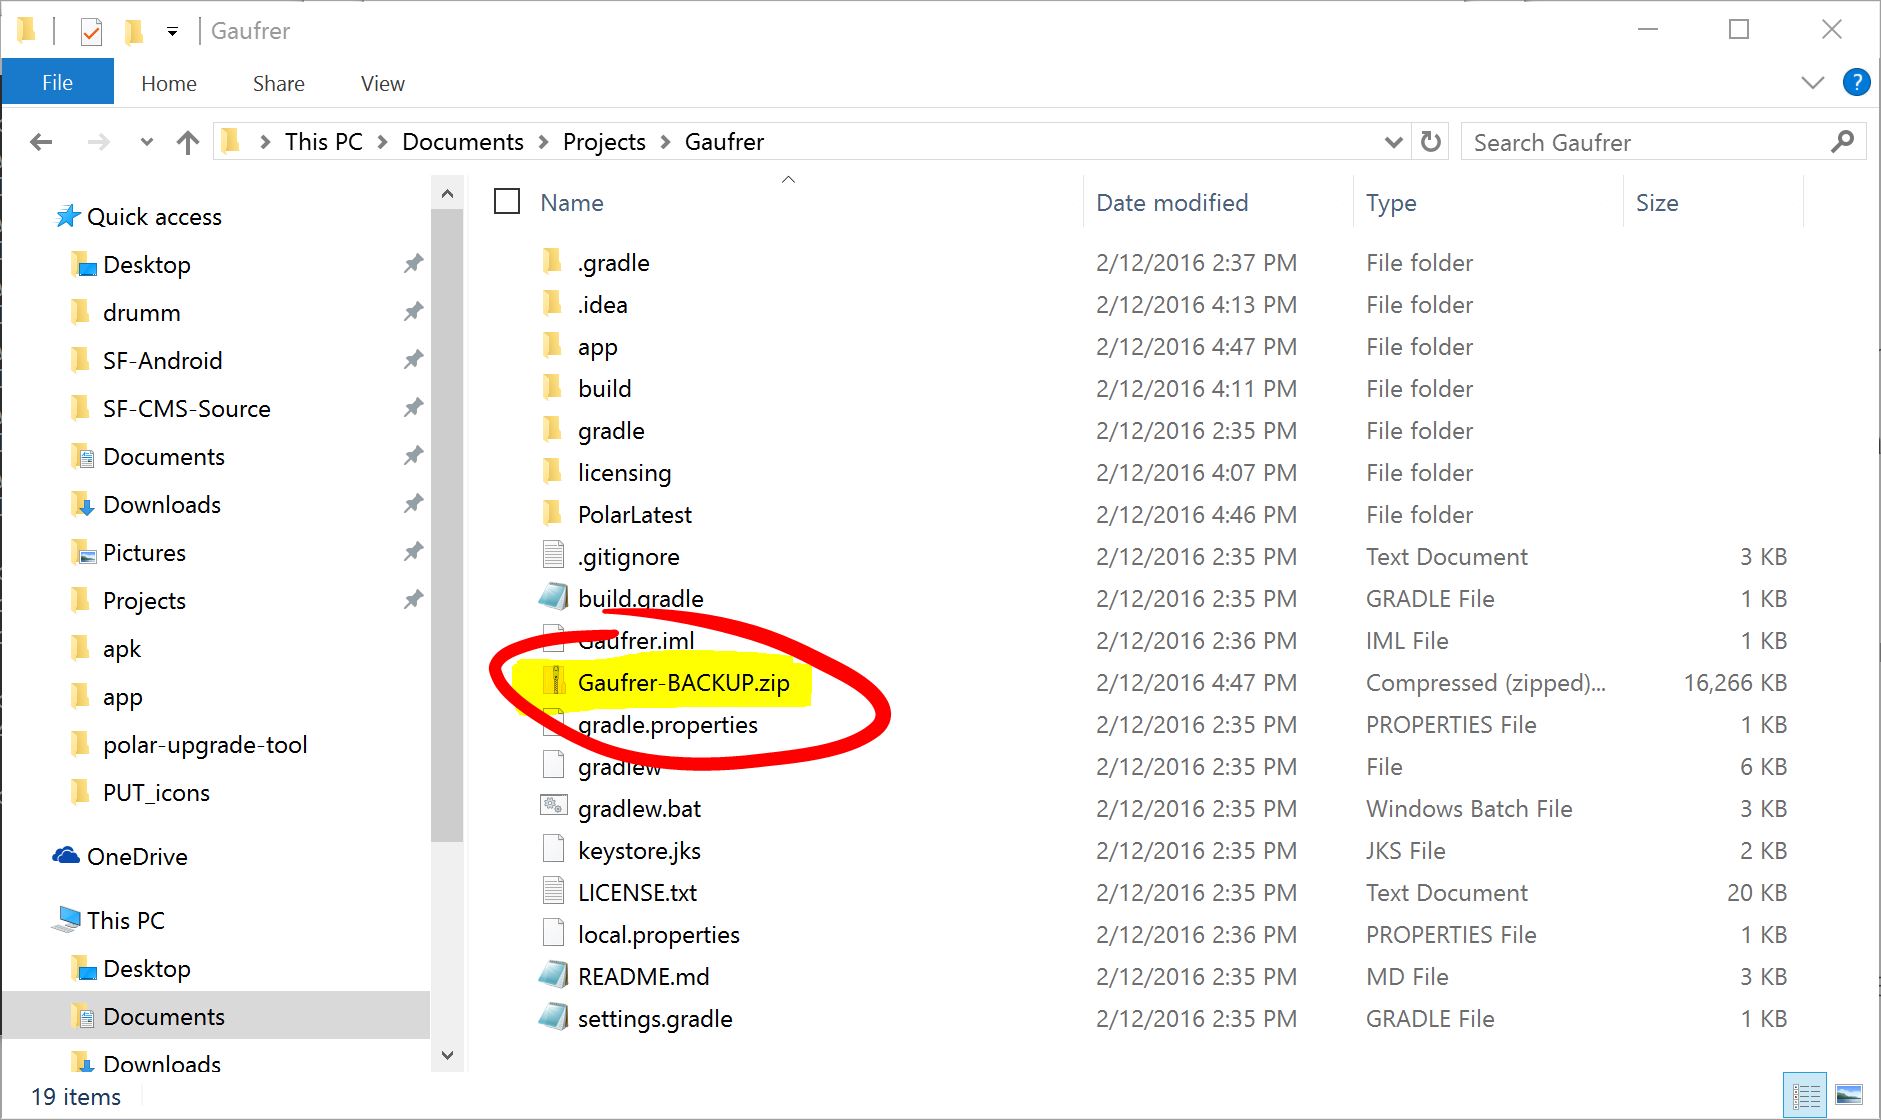 Gaufrer
File Home Share View
This PC Documents Projects Gaufrer
Search Gaufrer
Quick access
Desktop
drumm
SF-Android
SF-CMS-Source
Documents
Downloads
Pictures
Projects
apk
app
polar-upgrade-tool
PUT_icons
OneDrive
This PC
Desktop
Documents
Downloads
Name Date modified Type Size
.gradle 2/12/2016 2:37 PM File folder
.idea 2/12/2016 4:13 PM File folder
app 2/12/2016 4:47 PM File folder
build 2/12/2016 4:11 PM File folder
gradle 2/12/2016 2:35 PM File folder
licensing 2/12/2016 4:07 PM File folder
PolarLatest 2/12/2016 4:46 PM File folder
.gitignore 2/12/2016 2:35 PM Text Document 3 KB
build.gradle 2/12/2016 2:35 PM GRADLE File 1 KB
Gaufrer.iml 2/12/2016 2:36 PM IML File 1 KB
Gaufrer-BACKUP.zip 2/12/2016 4:47 PM Compressed (zipped)... 16,266 KB
gradle.properties 2/12/2016 2:35 PM PROPERTIES File 1 KB
gradlew 2/12/2016 2:35 PM File 6 KB
gradlew.bat 2/12/2016 2:35 PM Windows Batch File 3 KB
keystore.jks 2/12/2016 2:35 PM JKS File 2 KB
LICENSE.txt 2/12/2016 2:35 PM Text Document 20 KB
local.properties 2/12/2016 2:36 PM PROPERTIES File 1 KB
README.md 2/12/2016 2:35 PM MD File 3 KB
settings.gradle 2/12/2016 2:35 PM GRADLE File 1 KB
19 items